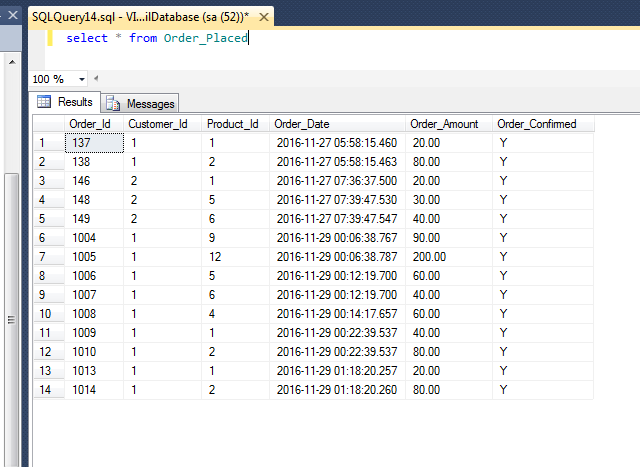 SQLQuery14.sql - VI...ilDatabase (sa (52))*
select * from Order_Placed
100 %
Results Messages
Order_Id Customer_Id Product_Id Order_Date Order_Amount Order_Confirmed
1 137 1 1 2016-11-27 05:58:15.460 20.00 Y
2 138 1 2 2016-11-27 05:58:15.463 80.00 Y
3 146 2 1 2016-11-27 07:36:37.500 20.00 Y
4 148 2 5 2016-11-27 07:39:47.530 30.00 Y
5 149 2 6 2016-11-27 07:39:47.547 40.00 Y
6 1004 1 9 2016-11-29 00:06:38.767 90.00 Y
7 1005 1 12 2016-11-29 00:06:38.787 200.00 Y
8 1006 1 5 2016-11-29 00:12:19.700 60.00 Y
9 1007 1 6 2016-11-29 00:12:19.700 40.00 Y
10 1008 1 4 2016-11-29 00:14:17.657 60.00 Y
11 1009 1 1 2016-11-29 00:22:39.537 40.00 Y
12 1010 1 2 2016-11-29 00:22:39.537 80.00 Y
13 1013 1 1 2016-11-29 01:18:20.257 20.00 Y
14 1014 1 2 2016-11-29 01:18:20.260 80.00 Y